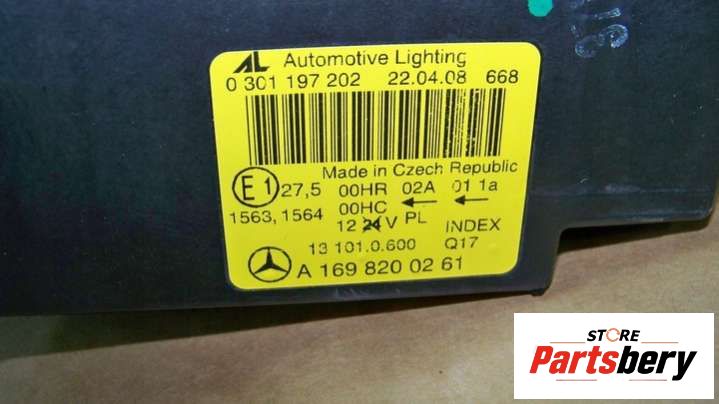 AL Automotive Lighting
0 301 197 202 22.04.08 668
Made in Czech Republic
E1 27,5 00HR 02A 01 1a
1563, 1564 00HC ← ←
12 24 V PL INDEX
13 101.0.600 Q17
A 169 820 02 61
STORE
Partsbery